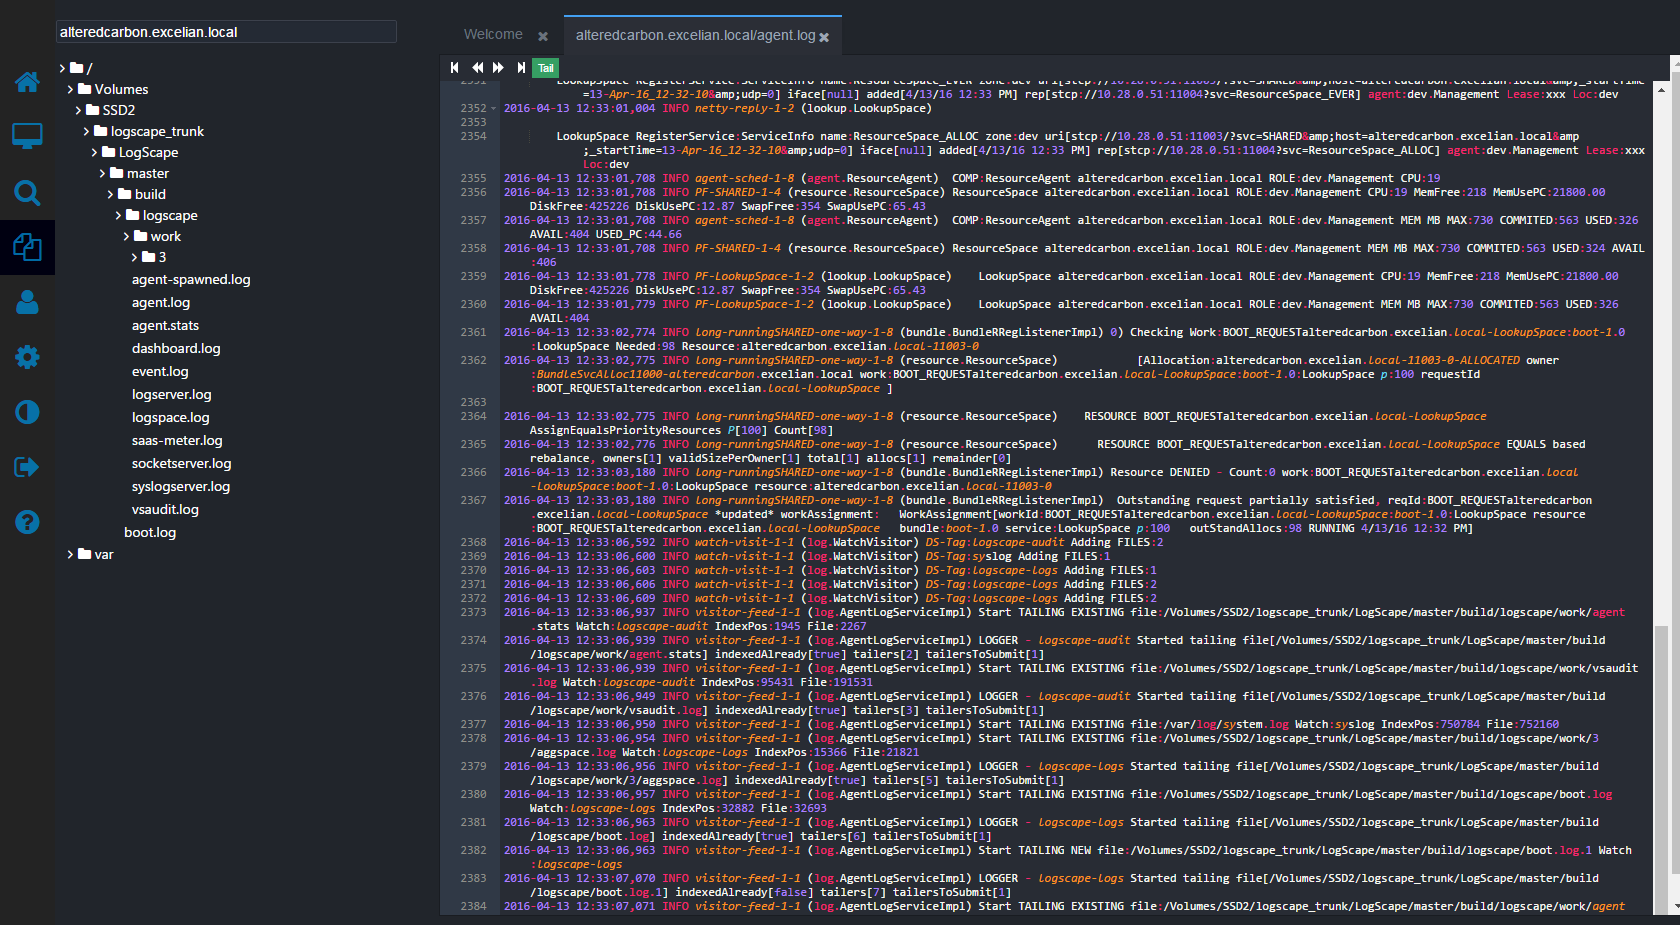 alteredcarbon.excelian.local
/
Volumes
SSD2
logscape_trunk
LogScape
master
build
logscape
work
3
agent-spawned.log
agent.log
agent.stats
dashboard.log
event.log
logserver.log
logspace.log
saas-meter.log
socketserver.log
syslogserver.log
vsaudit.log
boot.log
var
Welcome
alteredcarbon.excelian.local/agent.log
Tail
2351 LookupSpace RegisterService:ServiceInfo name:ResourceSpace_EVER zone:dev uri[stcp://10.28.0.51:11003/?svc=SHARED&amp;host=alteredcarbon.excelian.local&amp;_startTime
=13-Apr-16_12-32-10&amp;udp=0] iface[null] added[4/13/16 12:33 PM] rep[stcp://10.28.0.51:11004?svc=ResourceSpace_EVER] agent:dev.Management Lease:xxx Loc:dev
2352 2016-04-13 12:33:01,004 INFO netty-reply-1-2 (lookup.LookupSpace)
2353
2354 LookupSpace RegisterService:ServiceInfo name:ResourceSpace_ALLOC zone:dev uri[stcp://10.28.0.51:11003/?svc=SHARED&amp;host=alteredcarbon.excelian.local&amp
;_startTime=13-Apr-16_12-32-10&amp;udp=0] iface[null] added[4/13/16 12:33 PM] rep[stcp://10.28.0.51:11004?svc=ResourceSpace_ALLOC] agent:dev.Management Lease:xxx
Loc:dev
2355 2016-04-13 12:33:01,708 INFO agent-sched-1-8 (agent.ResourceAgent)  COMP:ResourceAgent alteredcarbon.excelian.local ROLE:dev.Management CPU:19
2356 2016-04-13 12:33:01,708 INFO PF-SHARED-1-4 (resource.ResourceSpace) ResourceSpace alteredcarbon.excelian.local ROLE:dev.Management CPU:19 MemFree:218 MemUsePC:21800.00
DiskFree:425226 DiskUsePC:12.87 SwapFree:354 SwapUsePC:65.43
2357 2016-04-13 12:33:01,708 INFO agent-sched-1-8 (agent.ResourceAgent)  COMP:ResourceAgent alteredcarbon.excelian.local ROLE:dev.Management MEM MB MAX:730 COMMITED:563 USED:326
AVAIL:404 USED_PC:44.66
2358 2016-04-13 12:33:01,708 INFO PF-SHARED-1-4 (resource.ResourceSpace) ResourceSpace alteredcarbon.excelian.local ROLE:dev.Management MEM MB MAX:730 COMMITED:563 USED:324 AVAIL
:406
2359 2016-04-13 12:33:01,778 INFO PF-LookupSpace-1-2 (lookup.LookupSpace)    LookupSpace alteredcarbon.excelian.local ROLE:dev.Management CPU:19 MemFree:218 MemUsePC:21800.00
DiskFree:425226 DiskUsePC:12.87 SwapFree:354 SwapUsePC:65.43
2360 2016-04-13 12:33:01,779 INFO PF-LookupSpace-1-2 (lookup.LookupSpace)    LookupSpace alteredcarbon.excelian.local ROLE:dev.Management MEM MB MAX:730 COMMITED:563 USED:326
AVAIL:404
2361 2016-04-13 12:33:02,774 INFO long-runningSHARED-one-way-1-8 (bundle.BundleRRegListenerImpl) 0) Checking Work:BOOT_REQUESTalteredcarbon.excelian.local-LookupSpace:boot-1.0
:LookupSpace Needed:98 Resource:alteredcarbon.excelian.local-11003-0
2362 2016-04-13 12:33:02,775 INFO long-runningSHARED-one-way-1-8 (resource.ResourceSpace)            [Allocation:alteredcarbon.excelian.local-11003-0-ALLOCATED owner
:BundleSvcAlloc11000-alteredcarbon.excelian.local work:BOOT_REQUESTalteredcarbon.excelian.local-LookupSpace:boot-1.0:LookupSpace p:100 requestId
:BOOT_REQUESTalteredcarbon.excelian.local-LookupSpace ]
2363
2364 2016-04-13 12:33:02,775 INFO long-runningSHARED-one-way-1-8 (resource.ResourceSpace)    RESOURCE BOOT_REQUESTalteredcarbon.excelian.local-LookupSpace
AssignEqualsPriorityResources P[100] Count[98]
2365 2016-04-13 12:33:02,776 INFO long-runningSHARED-one-way-1-8 (resource.ResourceSpace)      RESOURCE BOOT_REQUESTalteredcarbon.excelian.local-LookupSpace EQUALS based
rebalance, owners[1] validSizePerOwner[1] total[1] allocs[1] remainder[0]
2366 2016-04-13 12:33:03,180 INFO long-runningSHARED-one-way-1-8 (bundle.BundleRRegListenerImpl) Resource DENIED - Count:0 work:BOOT_REQUESTalteredcarbon.excelian.local
-LookupSpace:boot-1.0:LookupSpace resource:alteredcarbon.excelian.local-11003-0
2367 2016-04-13 12:33:03,180 INFO long-runningSHARED-one-way-1-8 (bundle.BundleRRegListenerImpl)  Outstanding request partially satisfied, reqId:BOOT_REQUESTalteredcarbon
.excelian.local-LookupSpace *updated* workAssignment:   WorkAssignment[workId:BOOT_REQUESTalteredcarbon.excelian.local-LookupSpace:boot-1.0:LookupSpace resource
:BOOT_REQUESTalteredcarbon.excelian.local-LookupSpace   bundle:boot-1.0 service:LookupSpace p:100   outStandAllocs:98 RUNNING 4/13/16 12:32 PM]
2368 2016-04-13 12:33:06,592 INFO watch-visit-1-1 (log.WatchVisitor) DS-Tag:logscape-audit Adding FILES:2
2369 2016-04-13 12:33:06,600 INFO watch-visit-1-1 (log.WatchVisitor) DS-Tag:syslog Adding FILES:1
2370 2016-04-13 12:33:06,603 INFO watch-visit-1-1 (log.WatchVisitor) DS-Tag:logscape-logs Adding FILES:1
2371 2016-04-13 12:33:06,606 INFO watch-visit-1-1 (log.WatchVisitor) DS-Tag:logscape-logs Adding FILES:2
2372 2016-04-13 12:33:06,609 INFO watch-visit-1-1 (log.WatchVisitor) DS-Tag:logscape-logs Adding FILES:2
2373 2016-04-13 12:33:06,937 INFO visitor-feed-1-1 (log.AgentLogServiceImpl) Start TAILING EXISTING file:/Volumes/SSD2/logscape_trunk/LogScape/master/build/logscape/work/agent
.stats Watch:logscape-audit IndexPos:1945 File:2267
2374 2016-04-13 12:33:06,939 INFO visitor-feed-1-1 (log.AgentLogServiceImpl) LOGGER - logscape-audit Started tailing file[/Volumes/SSD2/logscape_trunk/LogScape/master/build
/logscape/work/agent.stats] indexedAlready[true] tailers[2] tailersToSubmit[1]
2375 2016-04-13 12:33:06,939 INFO visitor-feed-1-1 (log.AgentLogServiceImpl) Start TAILING EXISTING file:/Volumes/SSD2/logscape_trunk/LogScape/master/build/logscape/work/vsaudit
.log Watch:logscape-audit IndexPos:95431 File:191531
2376 2016-04-13 12:33:06,949 INFO visitor-feed-1-1 (log.AgentLogServiceImpl) LOGGER - logscape-audit Started tailing file[/Volumes/SSD2/logscape_trunk/LogScape/master/build
/logscape/work/vsaudit.log] indexedAlready[true] tailers[3] tailersToSubmit[1]
2377 2016-04-13 12:33:06,950 INFO visitor-feed-1-1 (log.AgentLogServiceImpl) Start TAILING EXISTING file:/var/log/system.log Watch:syslog IndexPos:750784 File:752160
2378 2016-04-13 12:33:06,954 INFO visitor-feed-1-1 (log.AgentLogServiceImpl) Start TAILING EXISTING file:/Volumes/SSD2/logscape_trunk/LogScape/master/build/logscape/work/3
/aggspace.log Watch:logscape-logs IndexPos:15366 File:21821
2379 2016-04-13 12:33:06,956 INFO visitor-feed-1-1 (log.AgentLogServiceImpl) LOGGER - logscape-logs Started tailing file[/Volumes/SSD2/logscape_trunk/LogScape/master/build
/logscape/work/3/aggspace.log] indexedAlready[true] tailers[5] tailersToSubmit[1]
2380 2016-04-13 12:33:06,957 INFO visitor-feed-1-1 (log.AgentLogServiceImpl) Start TAILING EXISTING file:/Volumes/SSD2/logscape_trunk/LogScape/master/build/logscape/boot.log
Watch:logscape-logs IndexPos:32882 File:32693
2381 2016-04-13 12:33:06,963 INFO visitor-feed-1-1 (log.AgentLogServiceImpl) LOGGER - logscape-logs Started tailing file[/Volumes/SSD2/logscape_trunk/LogScape/master/build
/logscape/boot.log] indexedAlready[true] tailers[6] tailersToSubmit[1]
2382 2016-04-13 12:33:06,963 INFO visitor-feed-1-1 (log.AgentLogServiceImpl) Start TAILING NEW file:/Volumes/SSD2/logscape_trunk/LogScape/master/build/logscape/boot.log.1 Watch
:logscape-logs
2383 2016-04-13 12:33:07,070 INFO visitor-feed-1-1 (log.AgentLogServiceImpl) LOGGER - logscape-logs Started tailing file[/Volumes/SSD2/logscape_trunk/LogScape/master/build
/logscape/boot.log.1] indexedAlready[false] tailers[7] tailersToSubmit[1]
2384 2016-04-13 12:33:07,071 INFO visitor-feed-1-1 (log.AgentLogServiceImpl) Start TAILING EXISTING file:/Volumes/SSD2/logscape_trunk/LogScape/master/build/logscape/work/agent